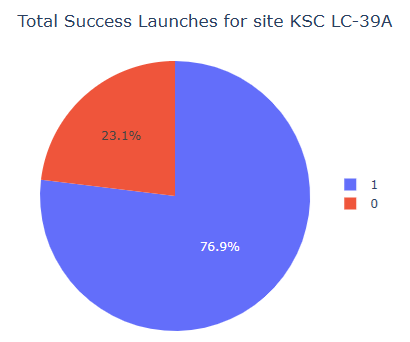 Total Success Launches for site KSC LC-39A
23.1%
1
0
76.9%